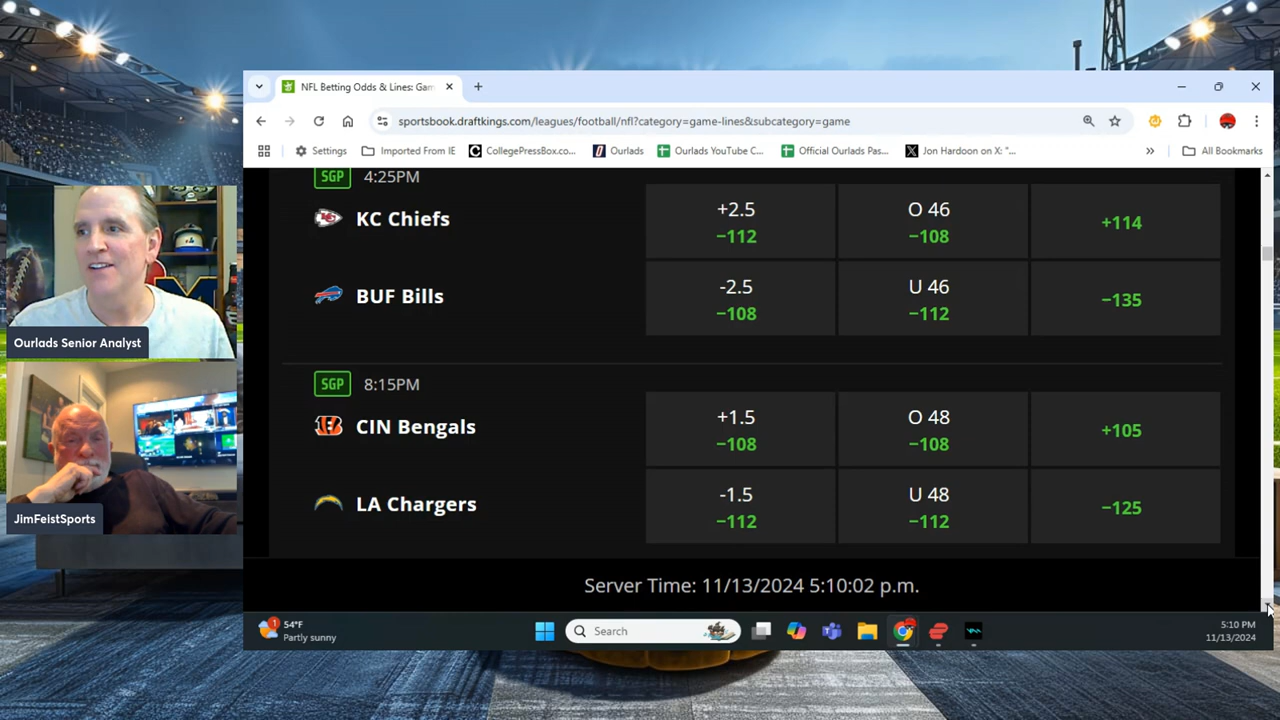 NFL Betting Odds & Lines: Gam
sportsbook.draftkings.com/leagues/football/nfl?category=game-lines&subcategory=game
Settings
Imported From IE
CollegePressBox.co...
Ourlads
Ourlads YouTube C...
Official Ourlads Pas...
Jon Hardoon on X: "...
»
All Bookmarks
SGP 4:25PM
KC Chiefs
+2.5
−112
O 46
−108
+114
BUF Bills
-2.5
−108
U 46
−112
−135
SGP 8:15PM
CIN Bengals
+1.5
−108
O 48
−108
+105
LA Chargers
-1.5
−112
U 48
−112
−125
Server Time: 11/13/2024 5:10:02 p.m.
Ourlads Senior Analyst
JimFeistSports
1
54°F
Partly sunny
Search
5:10 PM
11/13/2024